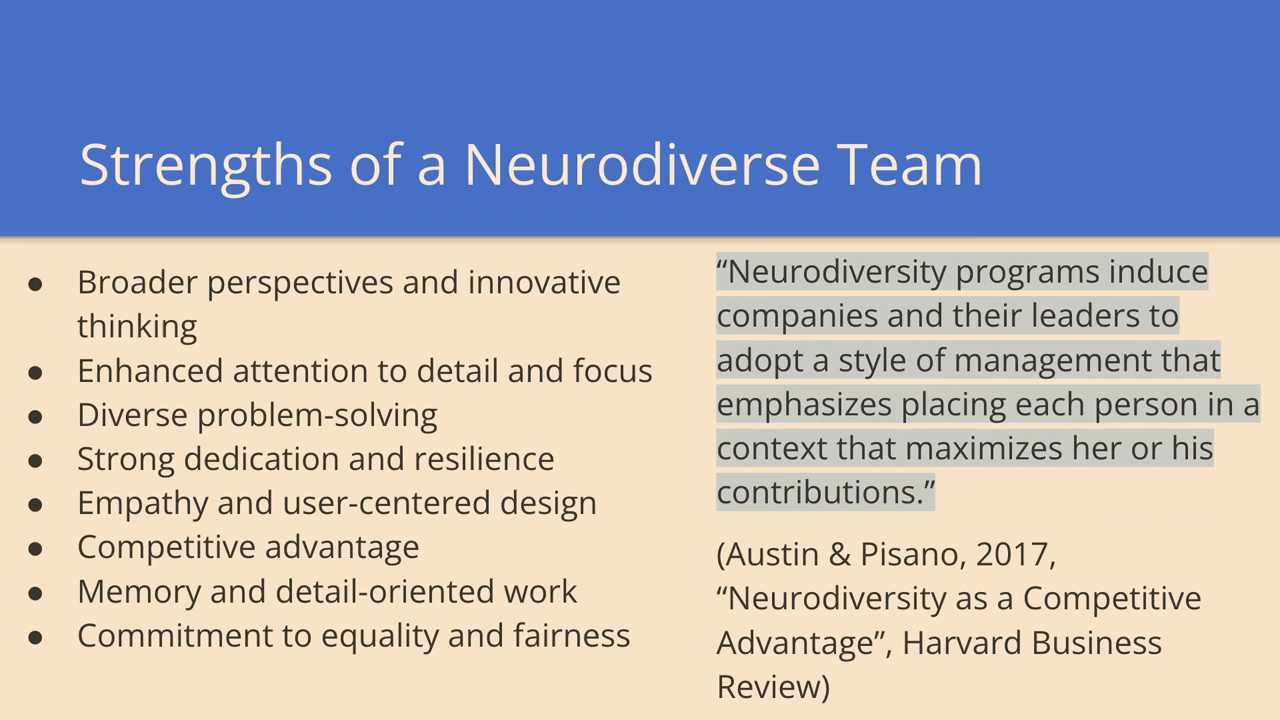 Strengths of a Neurodiverse Team
● Broader perspectives and innovative
thinking
● Enhanced attention to detail and focus
● Diverse problem-solving
● Strong dedication and resilience
● Empathy and user-centered design
● Competitive advantage
● Memory and detail-oriented work
● Commitment to equality and fairness
“Neurodiversity programs induce
companies and their leaders to
adopt a style of management that
emphasizes placing each person in a
context that maximizes her or his
contributions.”
(Austin & Pisano, 2017,
“Neurodiversity as a Competitive
Advantage”, Harvard Business
Review)